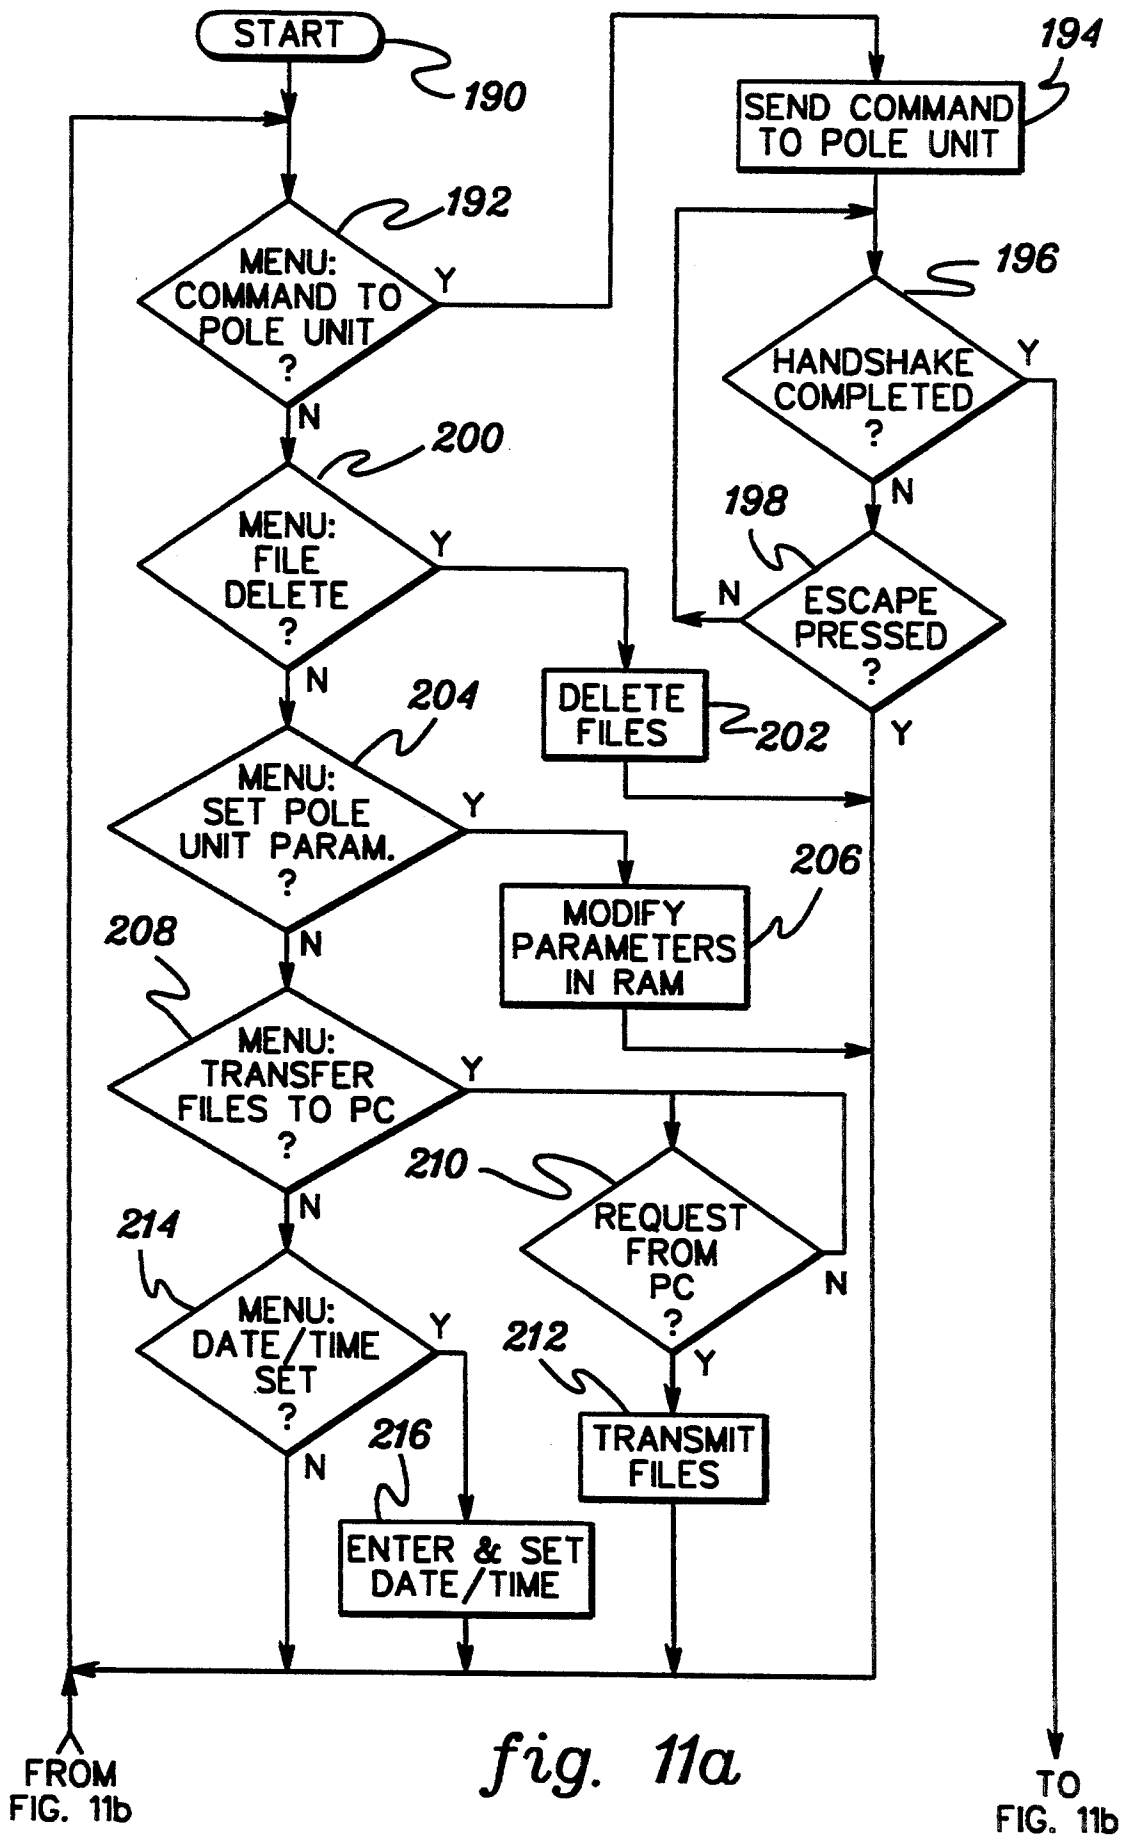 START
190
194
SEND COMMAND
TO POLE UNIT
192
MENU:
COMMAND TO
POLE UNIT
?
Y
N
196
HANDSHAKE
COMPLETED
?
Y
N
200
MENU:
FILE
DELETE
?
Y
N
198
ESCAPE
PRESSED
?
N
Y
DELETE
FILES
202
204
MENU:
SET POLE
UNIT PARAM.
?
Y
N
206
MODIFY
PARAMETERS
IN RAM
208
MENU:
TRANSFER
FILES TO PC
?
Y
N
210
REQUEST
FROM
PC
?
N
Y
214
MENU:
DATE/TIME
SET
?
Y
N
212
TRANSMIT
FILES
216
ENTER & SET
DATE/TIME
FROM
FIG. 11b
fig. 11a
TO
FIG. 11b